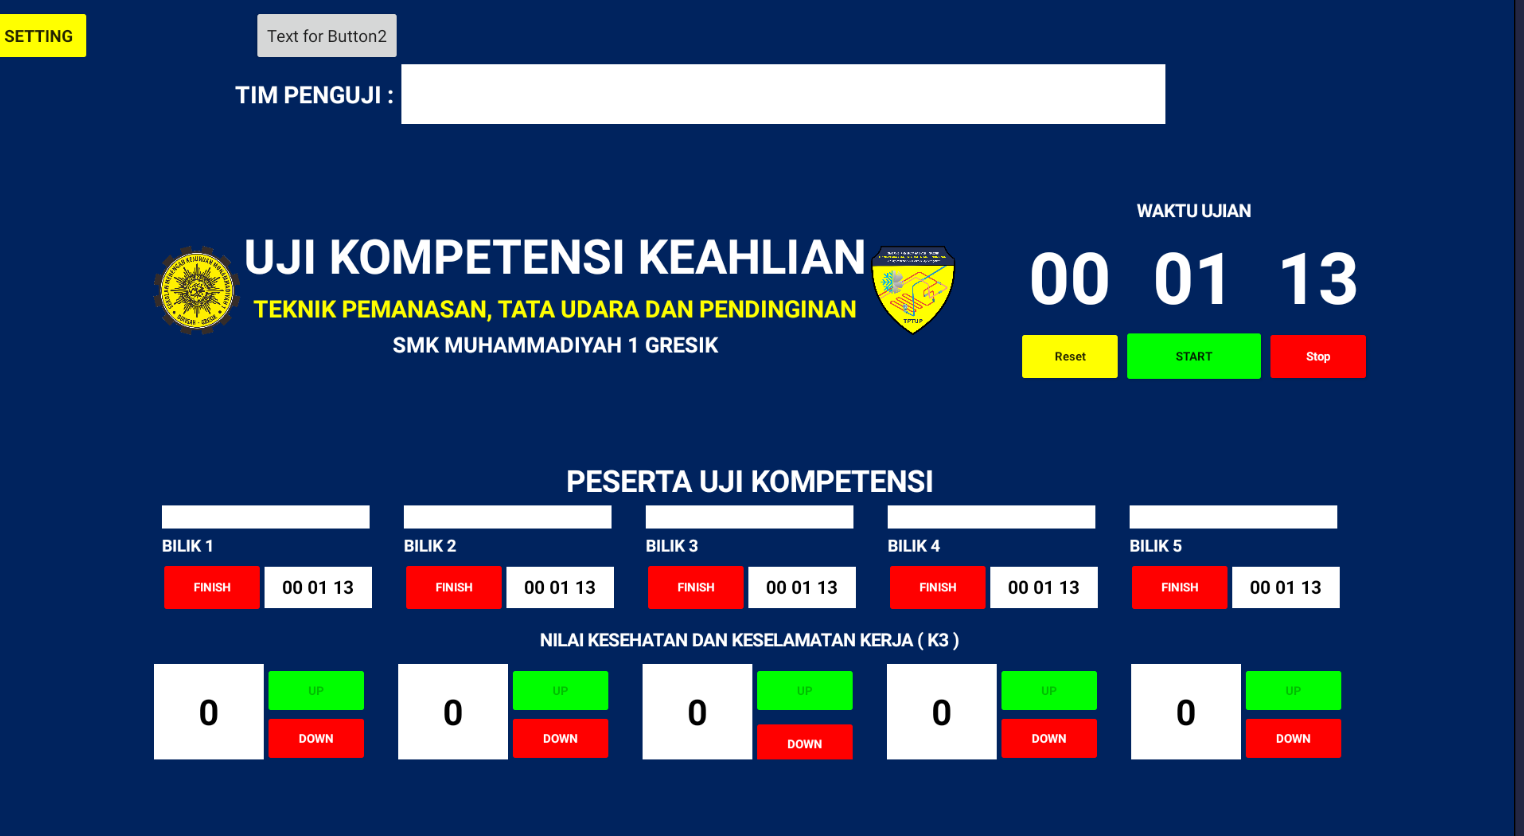 SETTING
Text for Button2
TIM PENGUJI :
WAKTU UJIAN
UJI KOMPETENSI KEAHLIAN
00 01 13
TEKNIK PEMANASAN, TATA UDARA DAN PENDINGINAN
TPTUP
SMK MUHAMMADIYAH 1 GRESIK
Reset START Stop
PESERTA UJI KOMPETENSI
BILIK 1 BILIK 2 BILIK 3 BILIK 4 BILIK 5
FINISH 00 01 13 FINISH 00 01 13 FINISH 00 01 13 FINISH 00 01 13 FINISH 00 01 13
NILAI KESEHATAN DAN KESELAMATAN KERJA ( K3 )
0 UP 0 UP 0 UP 0 UP 0 UP
DOWN DOWN DOWN DOWN DOWN